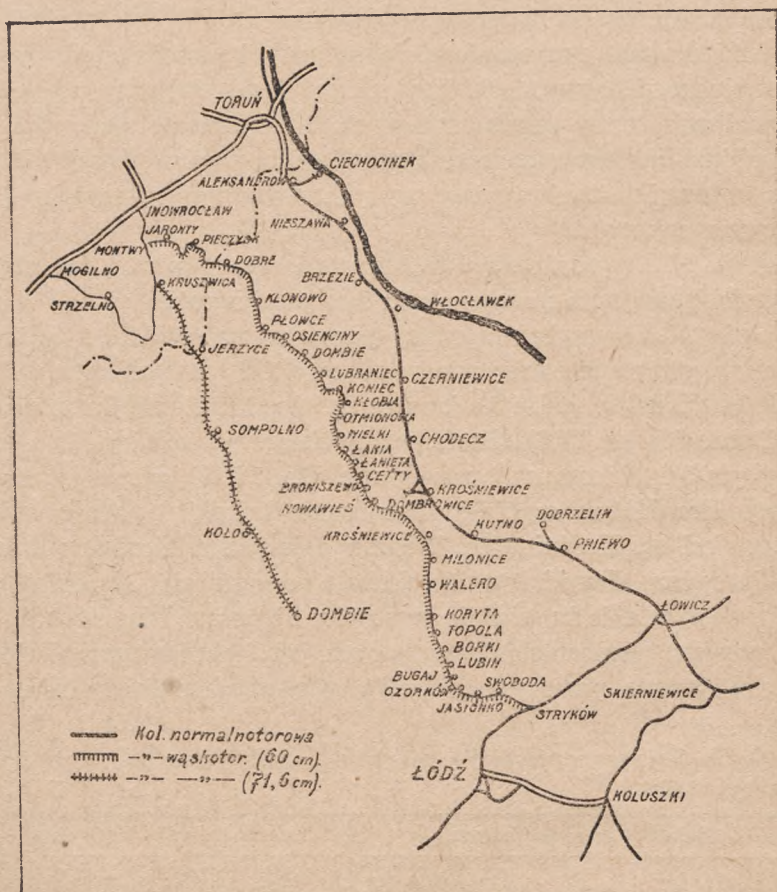 TORUŃ
CIECHOCINEK
ALEKSANDRÓW
INOWROCŁAW
NIESZAWA
JARONTY
PIECZYSK
MONTWY
DOBRE
MOGILNO
KRUSZWICA
BRZEZIE
KLONOWO
WŁOCŁAWEK
STRZELNO
PŁOWCE
OSIENCINY
JERZYCE
DOMBIE
LUBRANIEC
CZERNIEWICE
KONIEC
KŁOBIA
OTMIONOWA
SOMPOLNO
WIELKI
CHODECZ
ŁANIA
ŁANIETA
CETTY
BRONISZEWO
KROŚNIEWICE
NOWAWIEŚ
DOMBROWICE
DOBRZELIN
KOŁO
KROŚNIEWICE
KUTNO
PNIEWO
MILONICE
WALERO
DOMBIE
KORYTA
ŁOWICZ
TOPOLA
BORKI
LUBIN
BUGAJ
SWOBODA
OZORKÓW
SKIERNIEWICE
JASIONKO
STRYKÓW
Kol. normalnotorowa
-„- wąskotor. (60 cm).
-„- -„- (71,6 cm).
ŁÓDŹ
KOLUSZKI